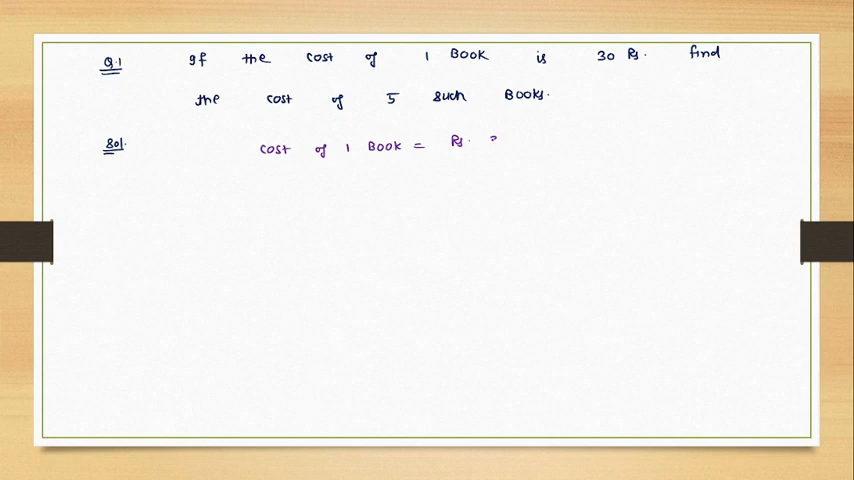 Q.1 If the cost of 1 Book is 30 Rs. find
the cost of 5 such Books.
Sol. Cost of 1 Book = Rs.